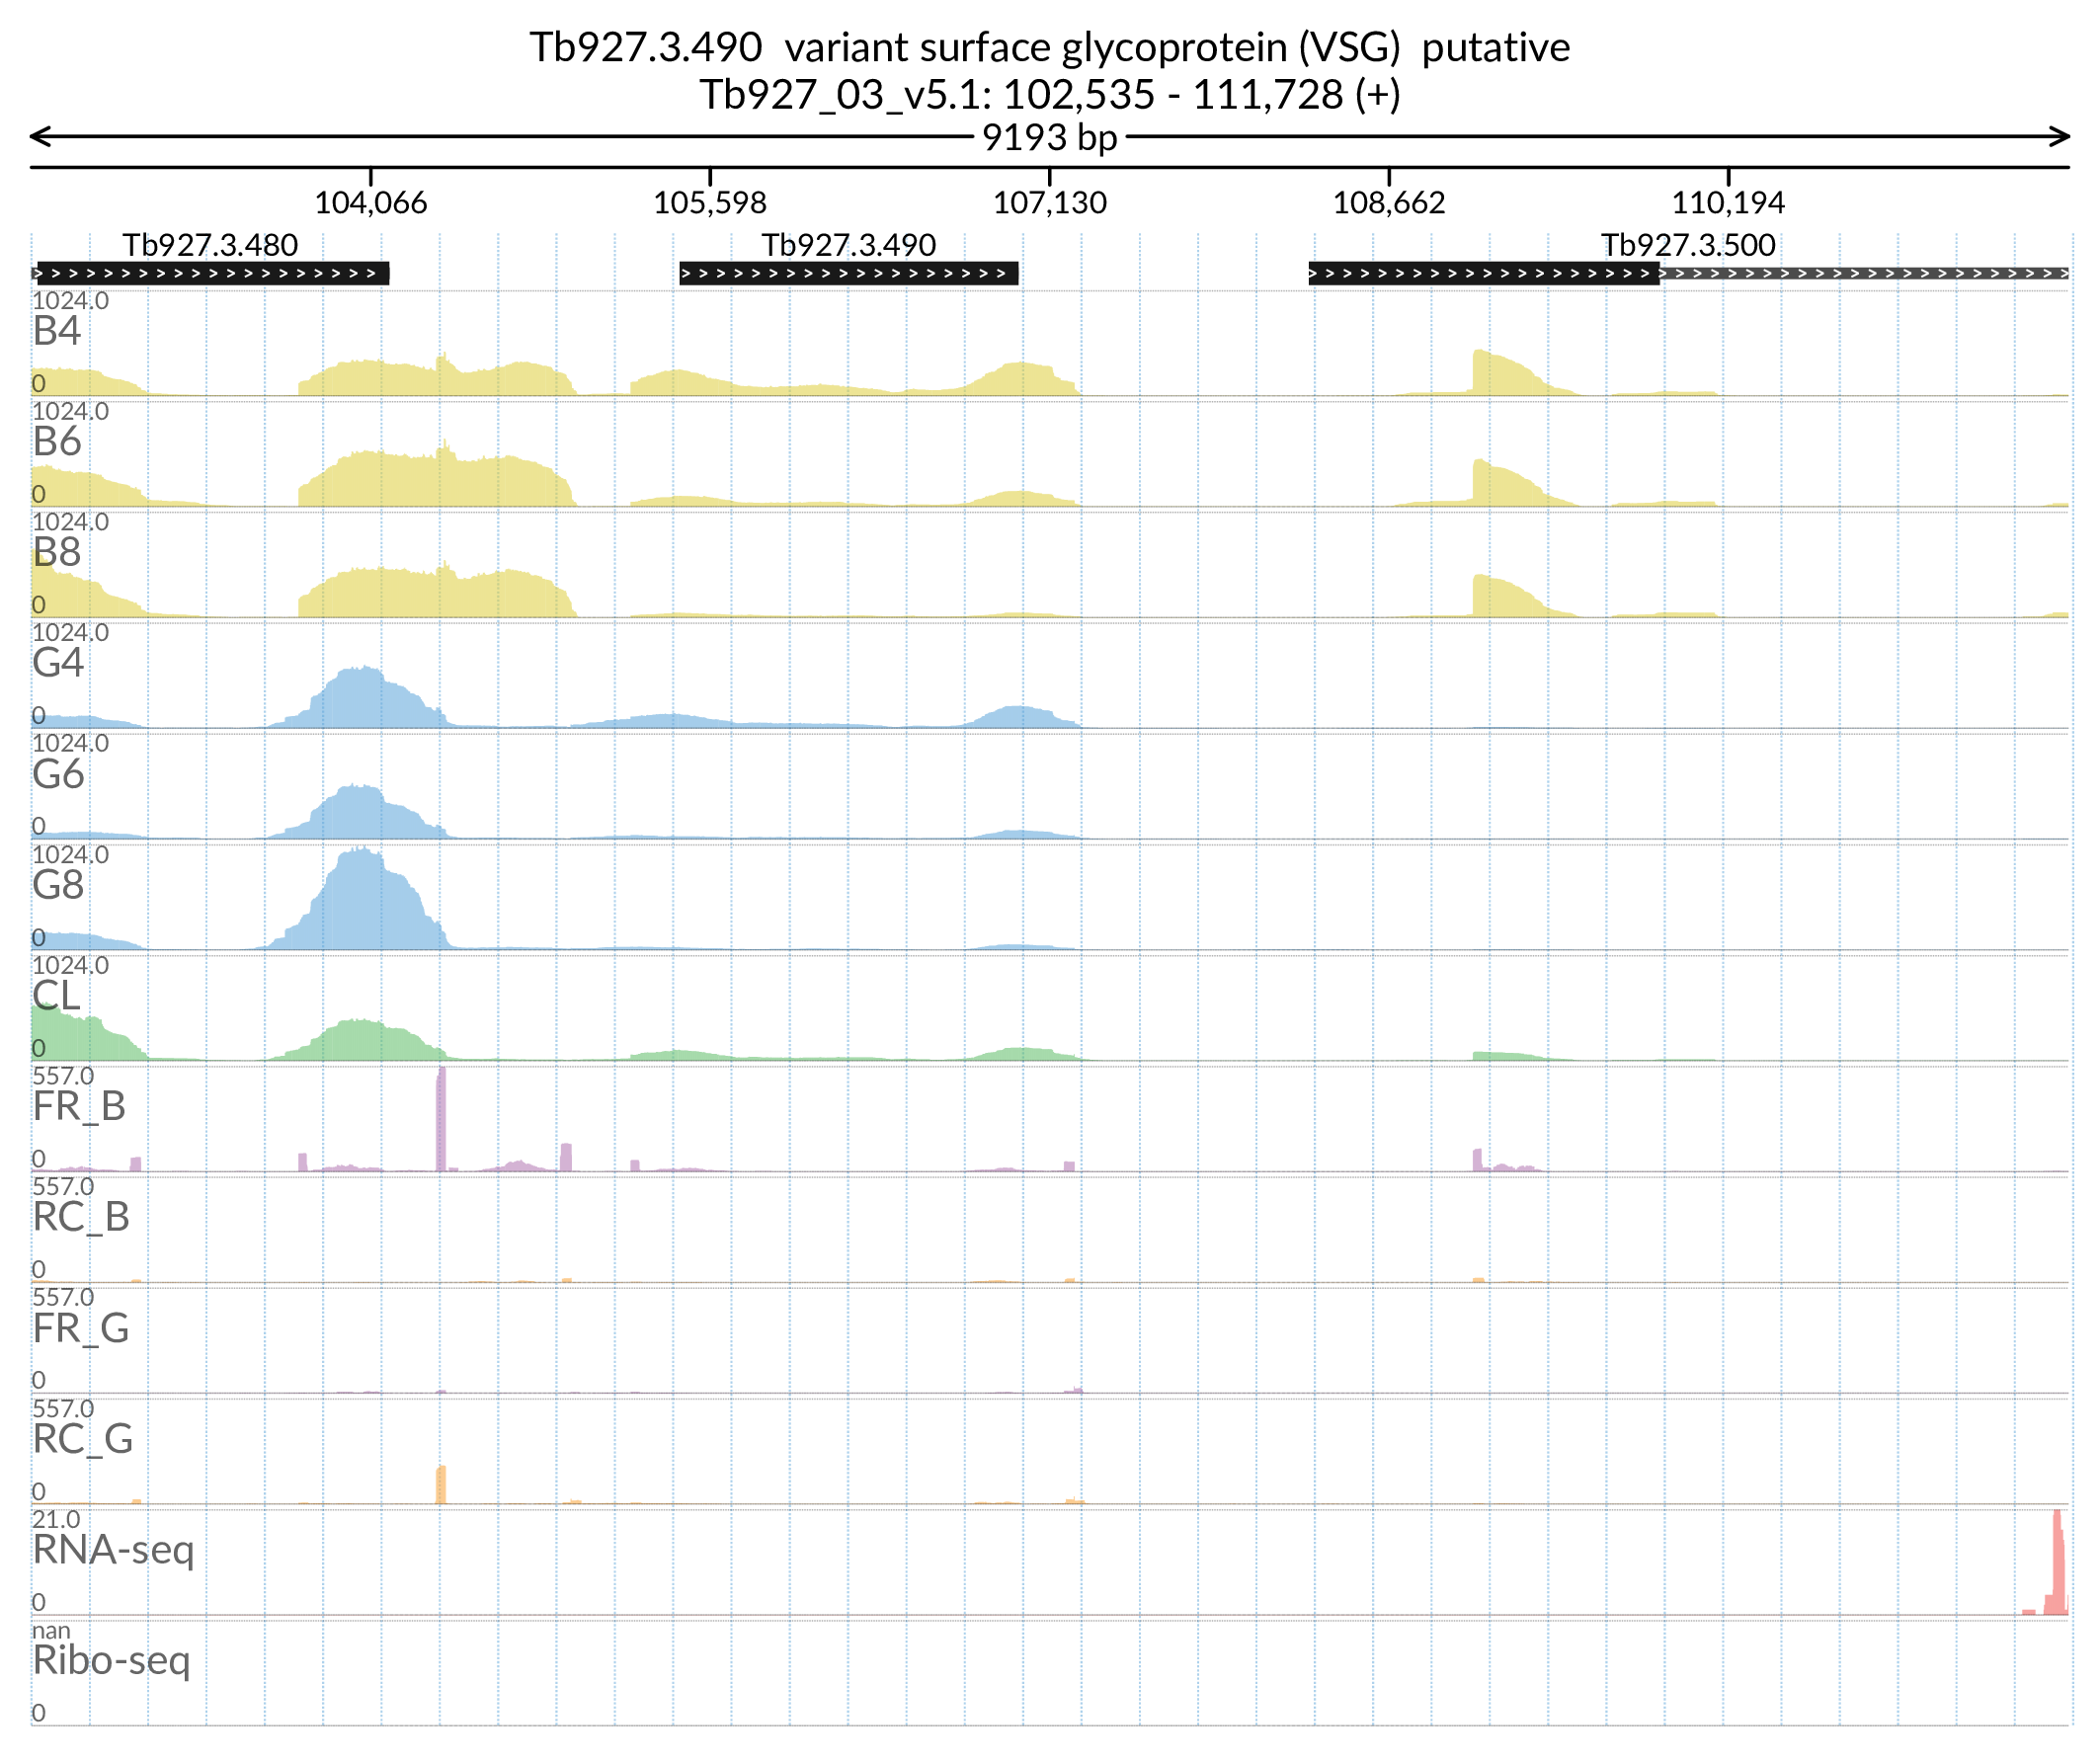 Tb927.3.490  variant surface glycoprotein (VSG)  putative
Tb927_03_v5.1: 102,535 - 111,728 (+)
9193 bp
104,066 105,598 107,130 108,662 110,194
Tb927.3.480 Tb927.3.490 Tb927.3.500
1024.0
B4
0
1024.0
B6
0
1024.0
B8
0
1024.0
G4
0
1024.0
G6
0
1024.0
G8
0
1024.0
CL
0
557.0
FR_B
0
557.0
RC_B
0
557.0
FR_G
0
557.0
RC_G
0
21.0
RNA-seq
0
nan
Ribo-seq
0